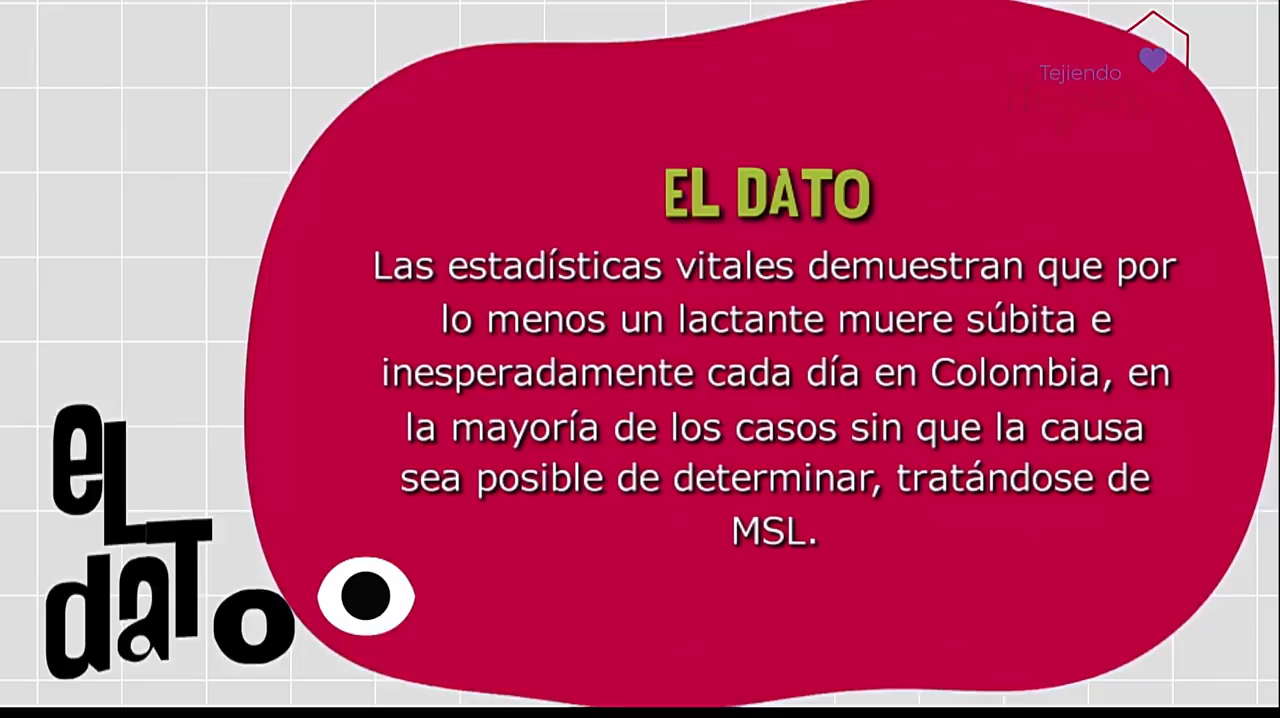 Tejiendo
EL DATO
Las estadísticas vitales demuestran que por
lo menos un lactante muere súbita e
inesperadamente cada día en Colombia, en
la mayoría de los casos sin que la causa
sea posible de determinar, tratándose de
MSL.
eL
daTo